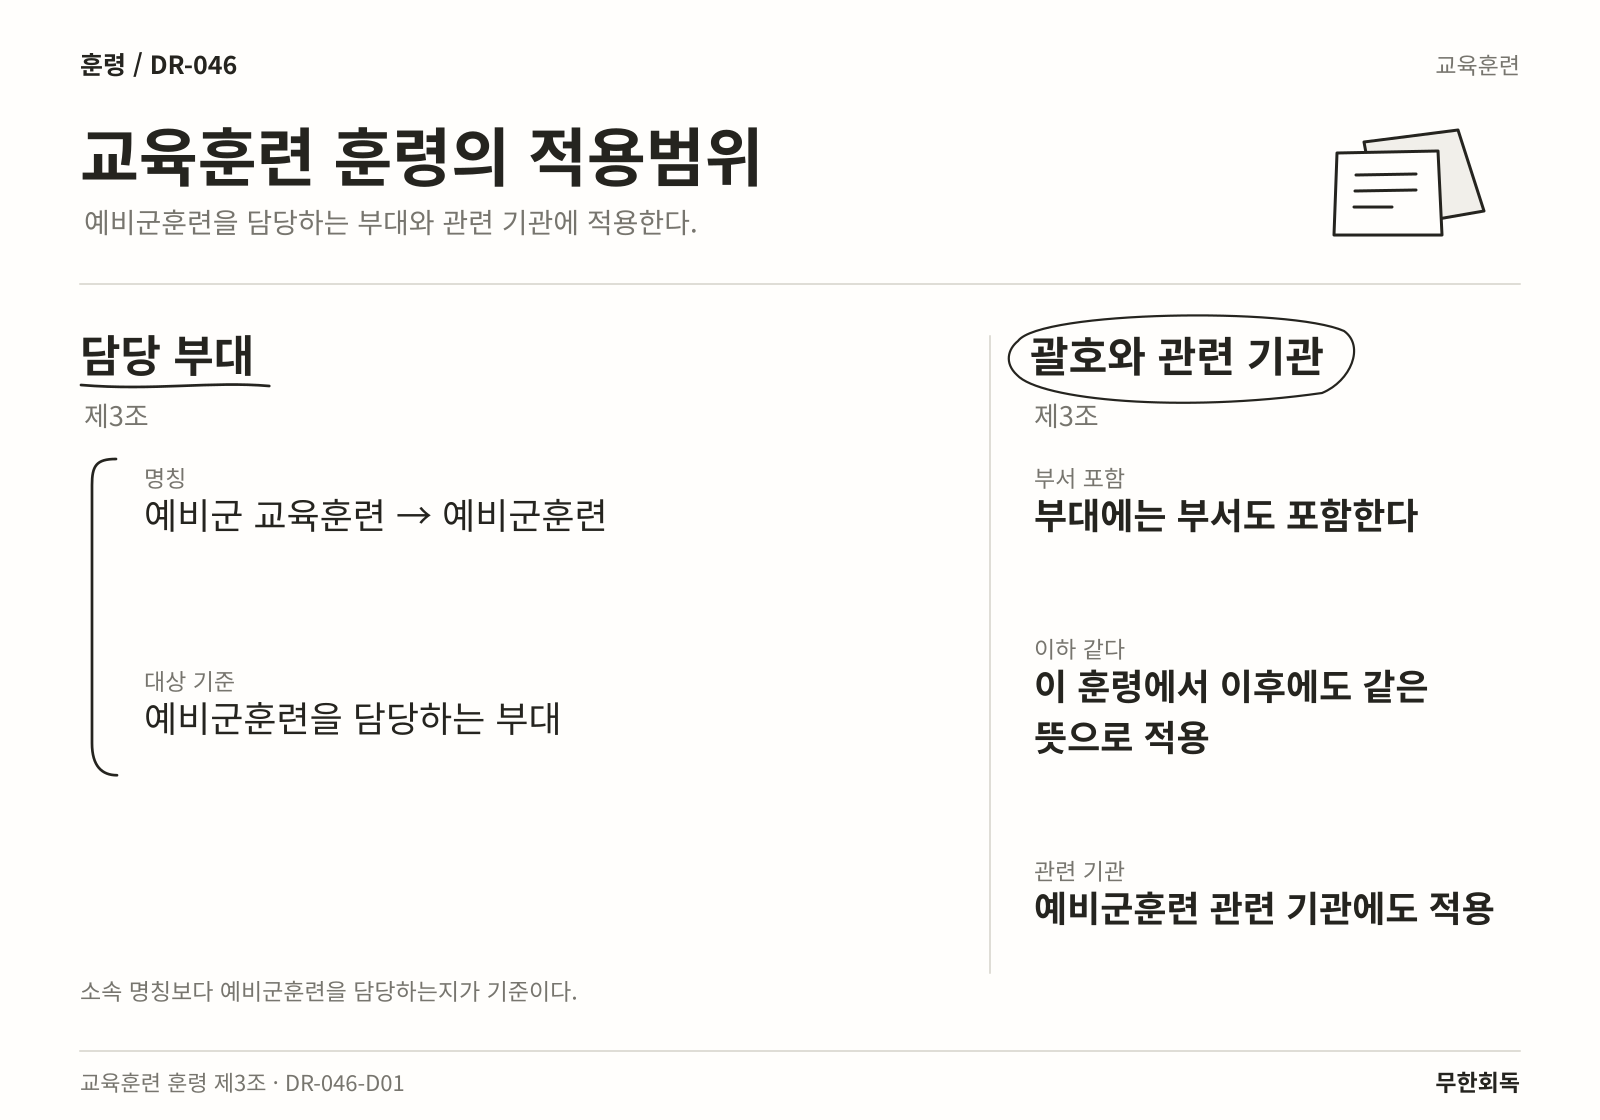 훈령 / DR-046
교육훈련
교육훈련 훈령의 적용범위
예비군훈련을 담당하는 부대와 관련 기관에 적용한다.
담당 부대
제3조
명칭
예비군 교육훈련 → 예비군훈련
대상 기준
예비군훈련을 담당하는 부대
괄호와 관련 기관
제3조
부서 포함
부대에는 부서도 포함한다
이하 같다
이 훈령에서 이후에도 같은
뜻으로 적용
관련 기관
예비군훈련 관련 기관에도 적용
소속 명칭보다 예비군훈련을 담당하는지가 기준이다.
교육훈련 훈령 제3조 · DR-046-D01
무한회독